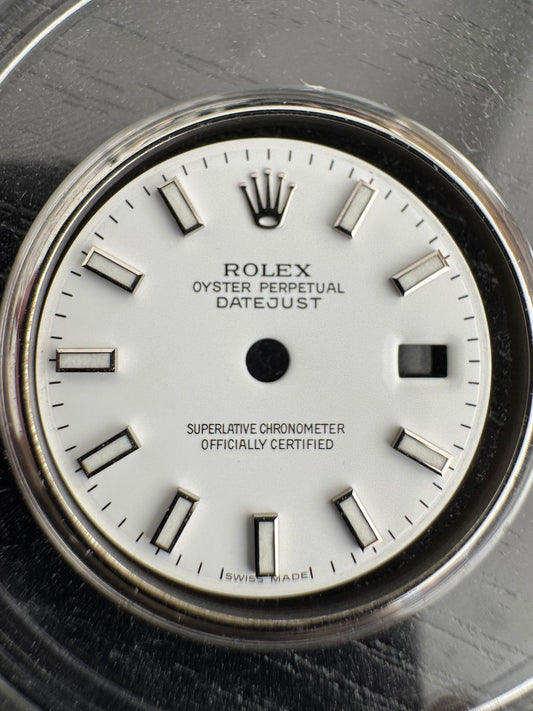 ROLEX
OYSTER PERPETUAL
DATEJUST
SUPERLATIVE CHRONOMETER
OFFICIALLY CERTIFIED
SWISS MADE